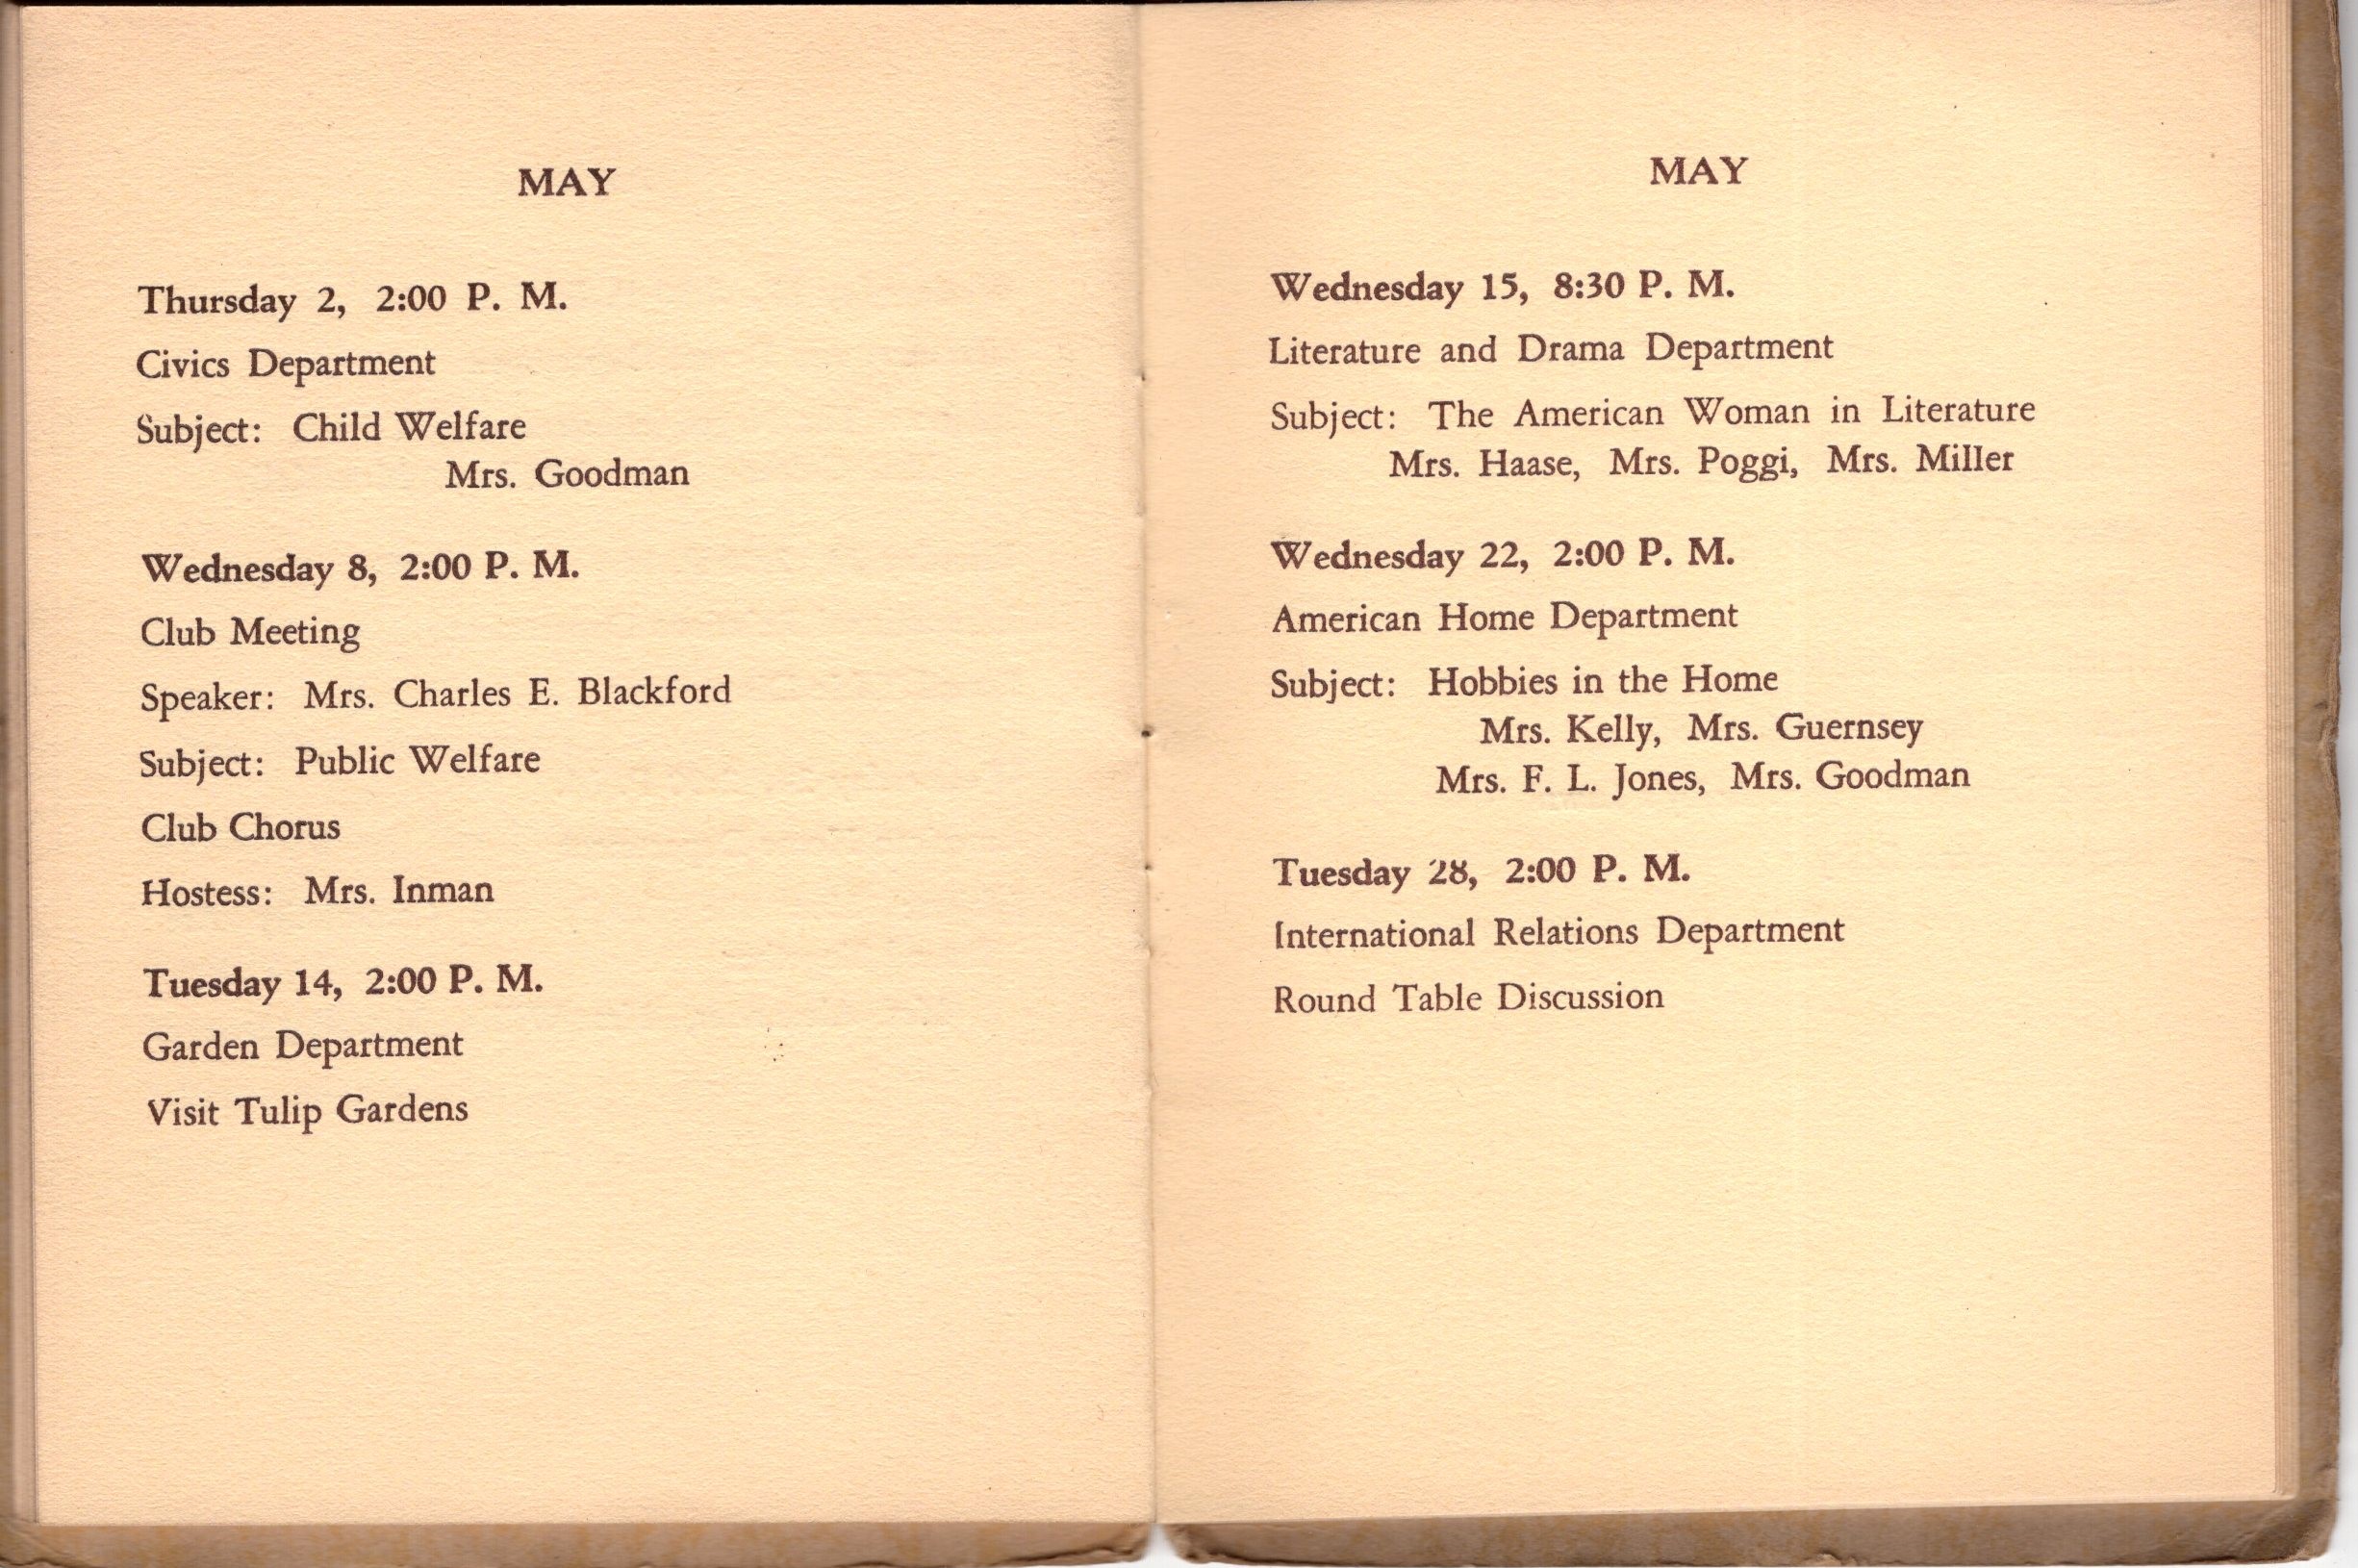 MAY
Thursday 2, 2:00 P. M.
Civics Department
Subject: Child Welfare
Mrs. Goodman
Wednesday 8, 2:00 P. M.
Club Meeting
Speaker: Mrs. Charles E. Blackford
Subject: Public Welfare
Club Chorus
Hostess: Mrs. Inman
Tuesday 14, 2:00 P. M.
Garden Department
Visit Tulip Gardens
MAY
Wednesday 15, 8:30 P. M.
Literature and Drama Department
Subject: The American Woman in Literature
Mrs. Haase, Mrs. Poggi, Mrs. Miller
Wednesday 22, 2:00 P. M.
American Home Department
Subject: Hobbies in the Home
Mrs. Kelly, Mrs. Guernsey
Mrs. F. L. Jones, Mrs. Goodman
Tuesday 28, 2:00 P. M.
International Relations Department
Round Table Discussion